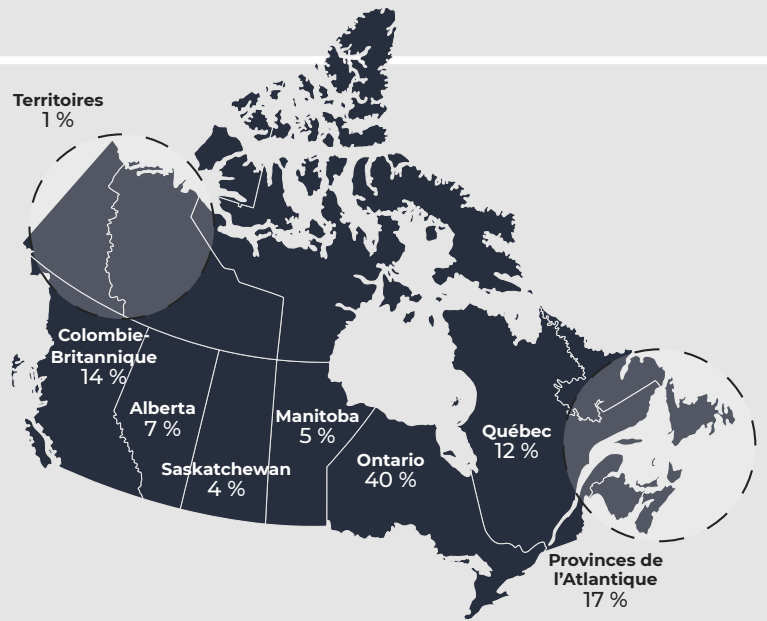 Territoires
1 %
Colombie-
Britannique
14 %
Alberta
7 %
Saskatchewan
4 %
Manitoba
5 %
Ontario
40 %
Québec
12 %
Provinces de
l’Atlantique
17 %